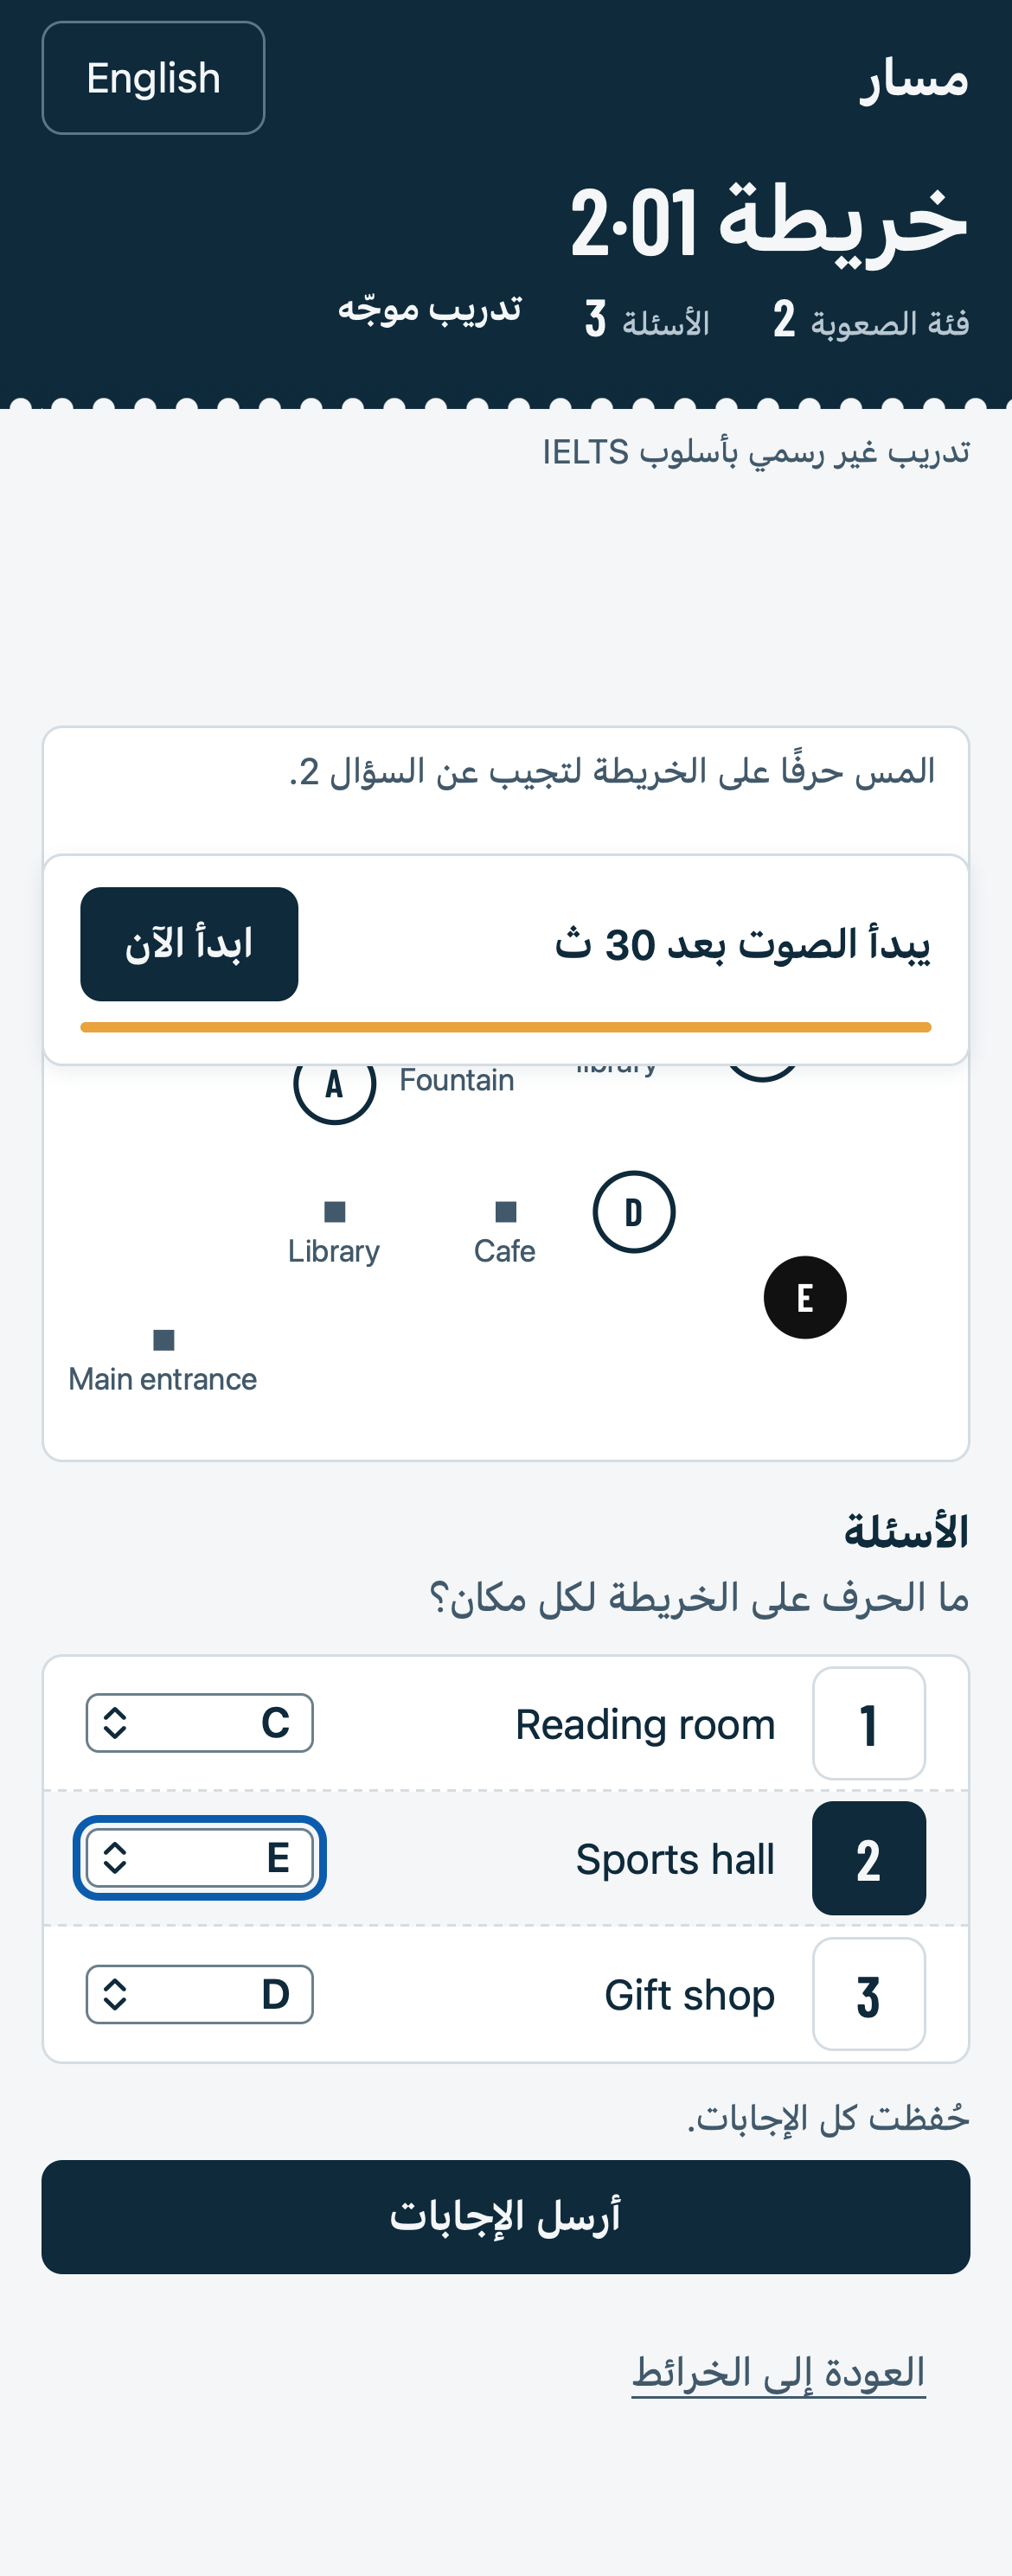 مسار
English
خريطة 2·01
فئة الصعوبة 2 الأسئلة 3 تدريب موجّه
تدريب غير رسمي بأسلوب IELTS
المس حرفًا على الخريطة لتجيب عن السؤال 2.
يبدأ الصوت بعد 30 ث
ابدأ الآن
A Fountain library
D
Library Cafe
E
Main entrance
الأسئلة
ما الحرف على الخريطة لكل مكان؟
1 Reading room C
2 Sports hall E
3 Gift shop D
حُفظت كل الإجابات.
أرسل الإجابات
العودة إلى الخرائط